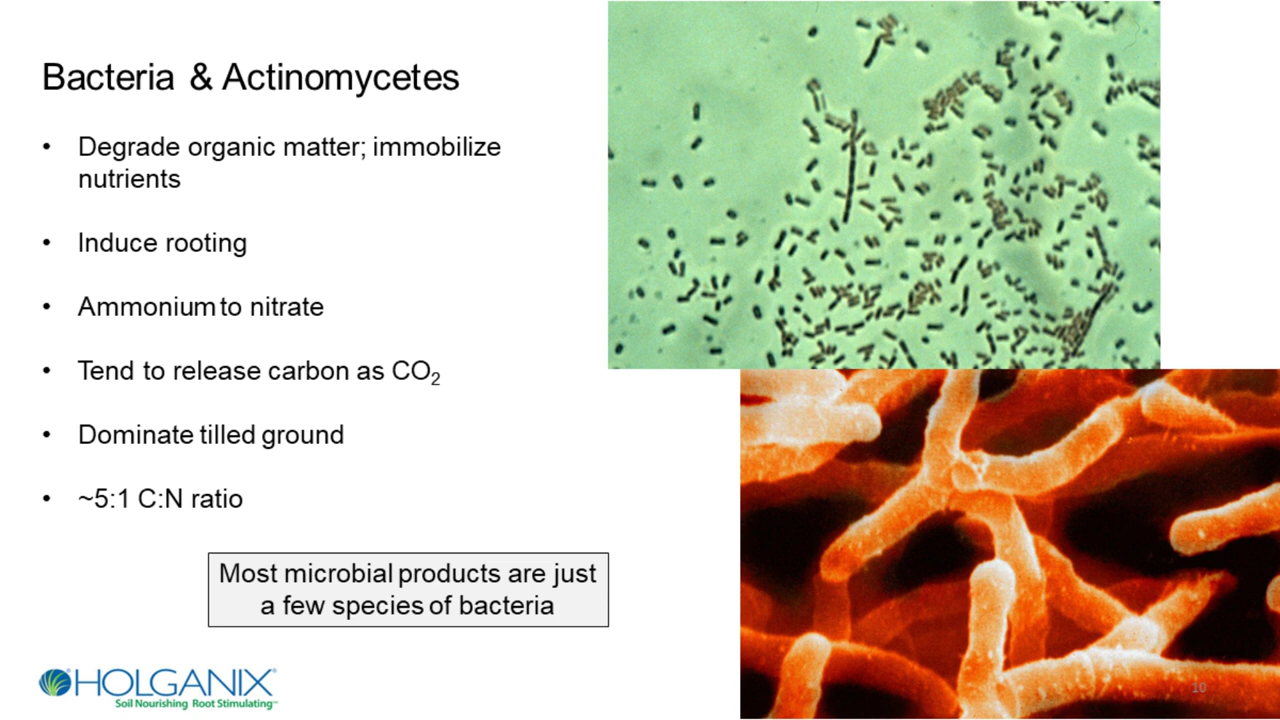 Bacteria & Actinomycetes
• Degrade organic matter; immobilize
nutrients
• Induce rooting
• Ammonium to nitrate
• Tend to release carbon as CO₂
• Dominate tilled ground
• ~5:1 C:N ratio
Most microbial products are just
a few species of bacteria
HOLGANIX®
Soil Nourishing Root Stimulating™
10